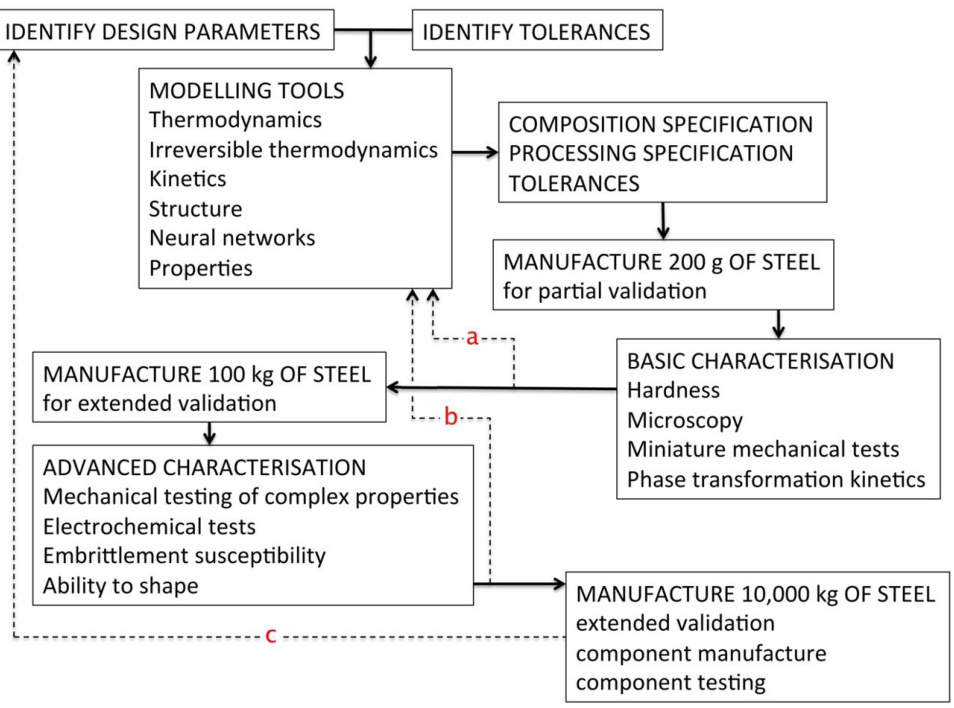 IDENTIFY DESIGN PARAMETERS
IDENTIFY TOLERANCES
MODELLING TOOLS
Thermodynamics
Irreversible thermodynamics
Kinetics
Structure
Neural networks
Properties
COMPOSITION SPECIFICATION
PROCESSING SPECIFICATION
TOLERANCES
MANUFACTURE 200 g OF STEEL
for partial validation
a
BASIC CHARACTERISATION
Hardness
Microscopy
Miniature mechanical tests
Phase transformation kinetics
MANUFACTURE 100 kg OF STEEL
for extended validation
b
ADVANCED CHARACTERISATION
Mechanical testing of complex properties
Electrochemical tests
Embrittlement susceptibility
Ability to shape
MANUFACTURE 10,000 kg OF STEEL
extended validation
component manufacture
component testing
c